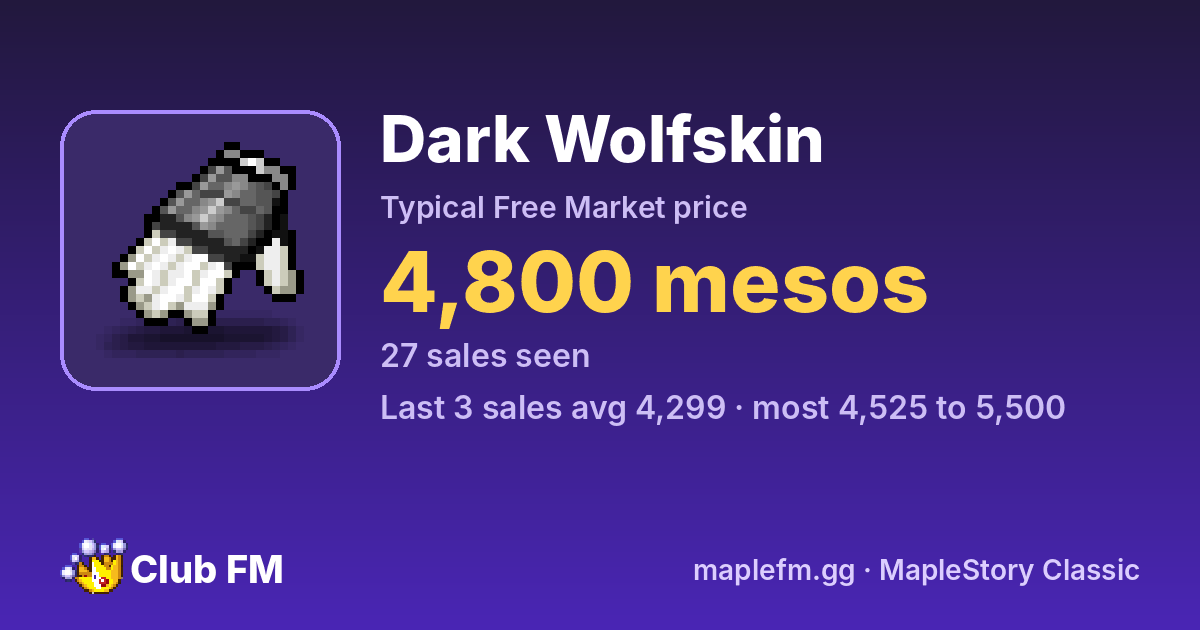 Dark Wolfskin
Typical Free Market price
4,800 mesos
27 sales seen
Last 3 sales avg 4,299 · most 4,525 to 5,500
Club FM
maplefm.gg · MapleStory Classic